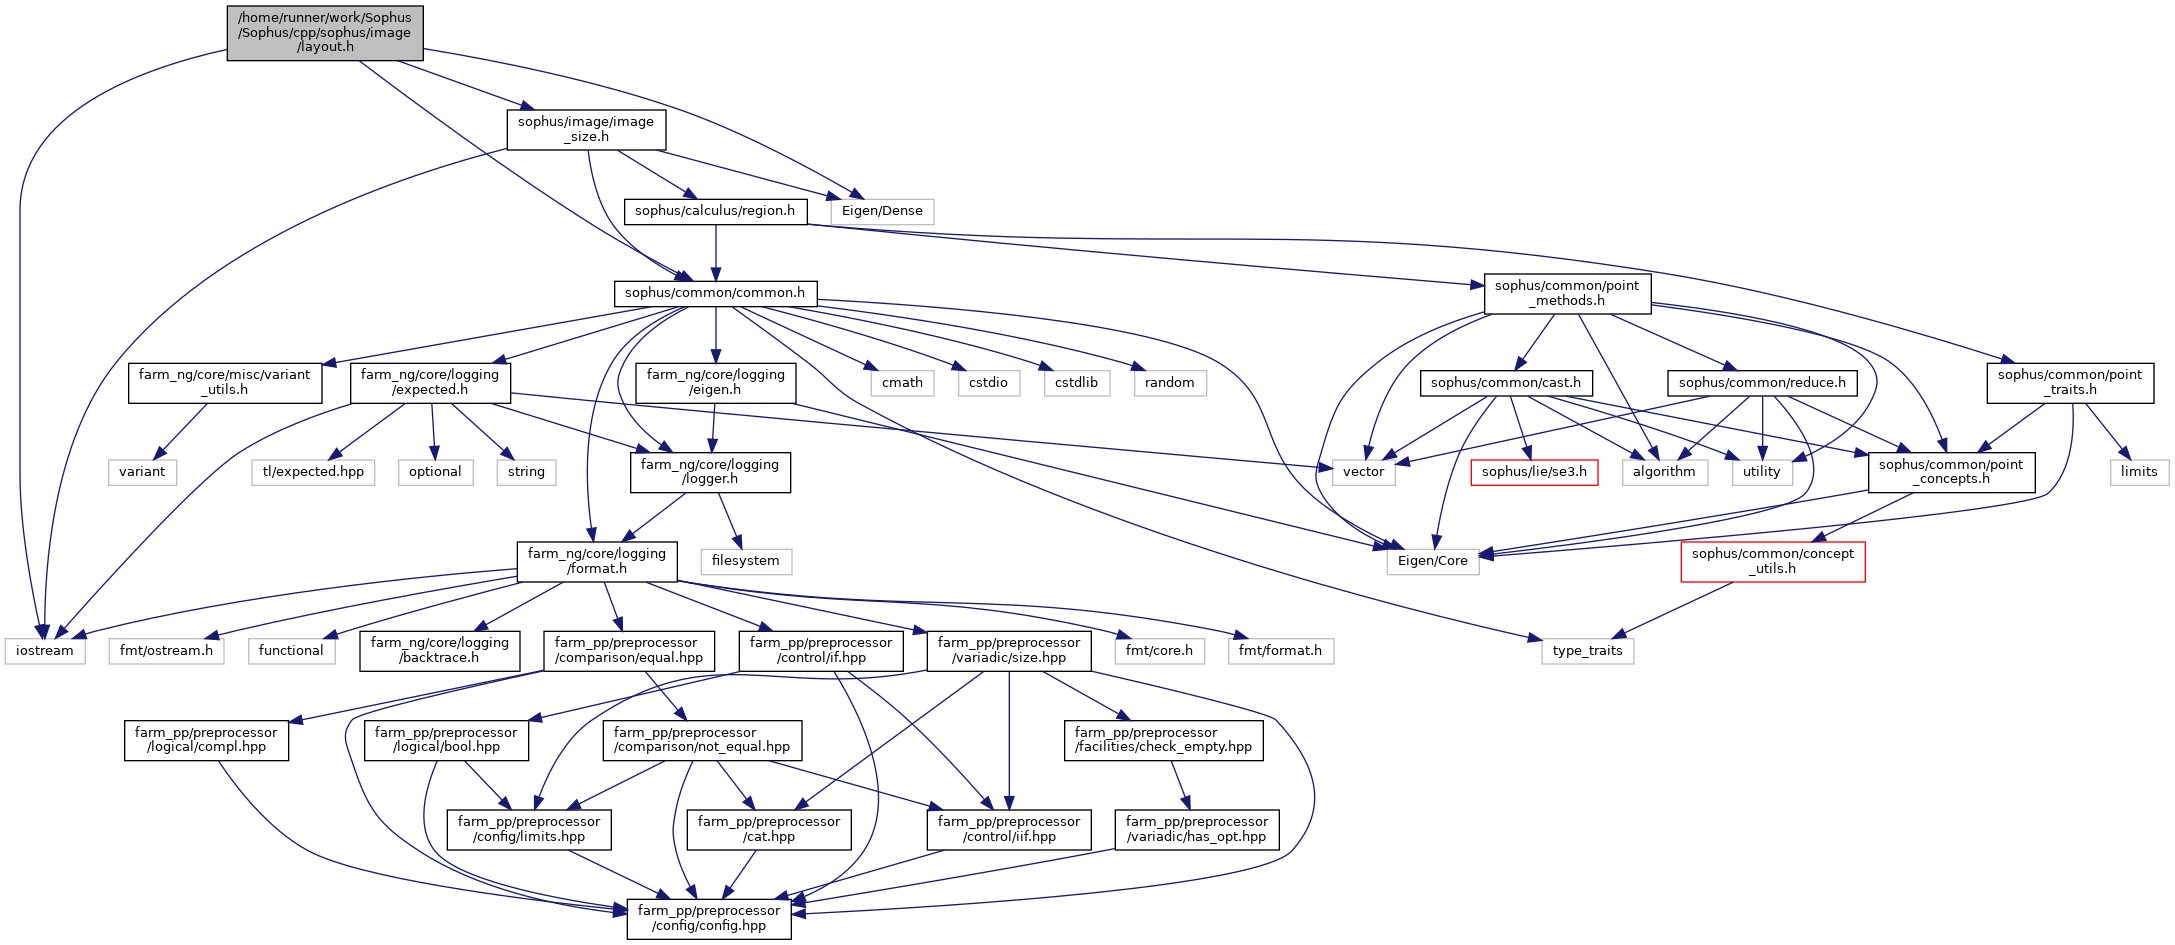 /home/runner/work/Sophus
/Sophus/cpp/sophus/image
/layout.h
sophus/image/image
_size.h
sophus/calculus/region.h
Eigen/Dense
sophus/common/common.h
sophus/common/point
_methods.h
farm_ng/core/misc/variant
_utils.h
farm_ng/core/logging
/expected.h
farm_ng/core/logging
/eigen.h
cmath
cstdio
cstdlib
random
sophus/common/cast.h
sophus/common/reduce.h
sophus/common/point
_traits.h
variant
tl/expected.hpp
optional
string
farm_ng/core/logging
/logger.h
vector
sophus/lie/se3.h
algorithm
utility
sophus/common/point
_concepts.h
limits
farm_ng/core/logging
/format.h
filesystem
Eigen/Core
sophus/common/concept
_utils.h
iostream
fmt/ostream.h
functional
farm_ng/core/logging
/backtrace.h
farm_pp/preprocessor
/comparison/equal.hpp
farm_pp/preprocessor
/control/if.hpp
farm_pp/preprocessor
/variadic/size.hpp
fmt/core.h
fmt/format.h
type_traits
farm_pp/preprocessor
/logical/compl.hpp
farm_pp/preprocessor
/logical/bool.hpp
farm_pp/preprocessor
/comparison/not_equal.hpp
farm_pp/preprocessor
/facilities/check_empty.hpp
farm_pp/preprocessor
/config/limits.hpp
farm_pp/preprocessor
/cat.hpp
farm_pp/preprocessor
/control/iif.hpp
farm_pp/preprocessor
/variadic/has_opt.hpp
farm_pp/preprocessor
/config/config.hpp